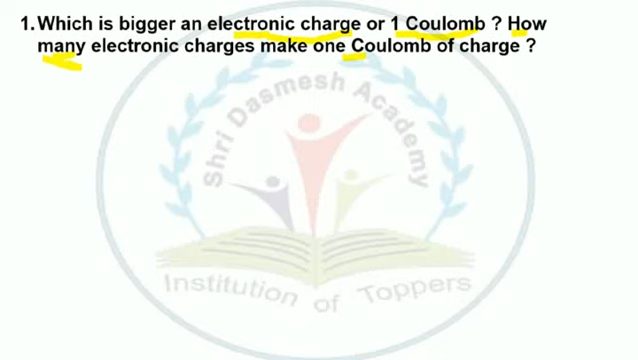 1. Which is bigger an electronic charge or 1 Coulomb ? How
many electronic charges make one Coulomb of charge ?
Shri Dasmesh Academy
Institution of Toppers